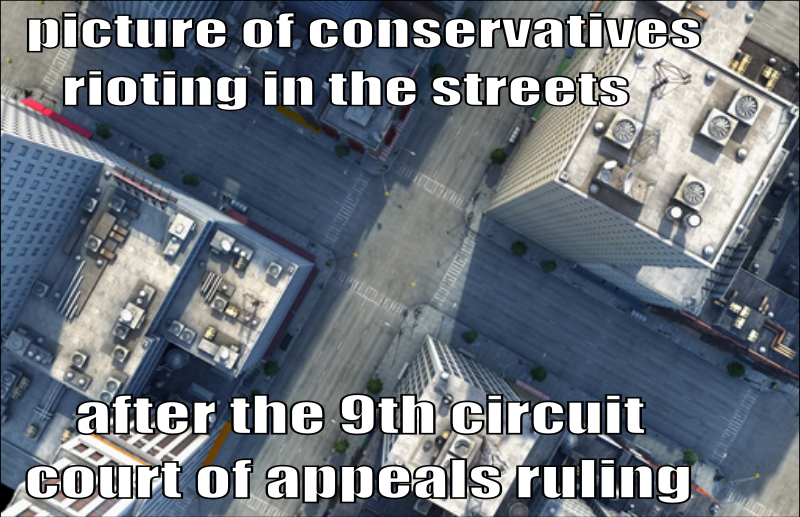 picture of conservatives
rioting in the streets
after the 9th circuit
court of appeals ruling